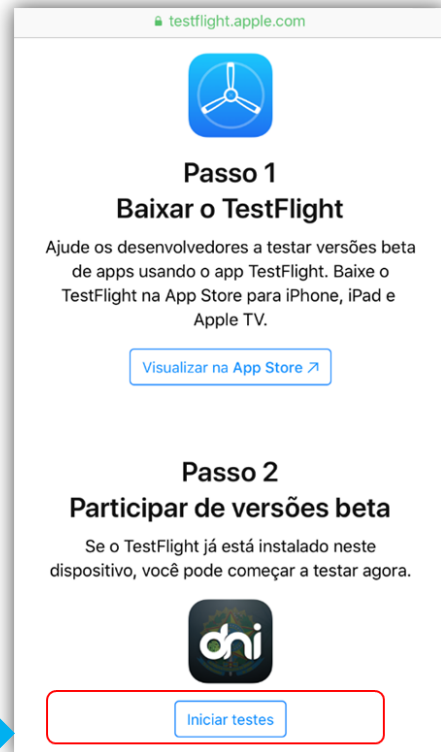 testflight.apple.com
Passo 1
Baixar o TestFlight
Ajude os desenvolvedores a testar versões beta
de apps usando o app TestFlight. Baixe o
TestFlight na App Store para iPhone, iPad e
Apple TV.
Visualizar na App Store ↗
Passo 2
Participar de versões beta
Se o TestFlight já está instalado neste
dispositivo, você pode começar a testar agora.
dni
Iniciar testes